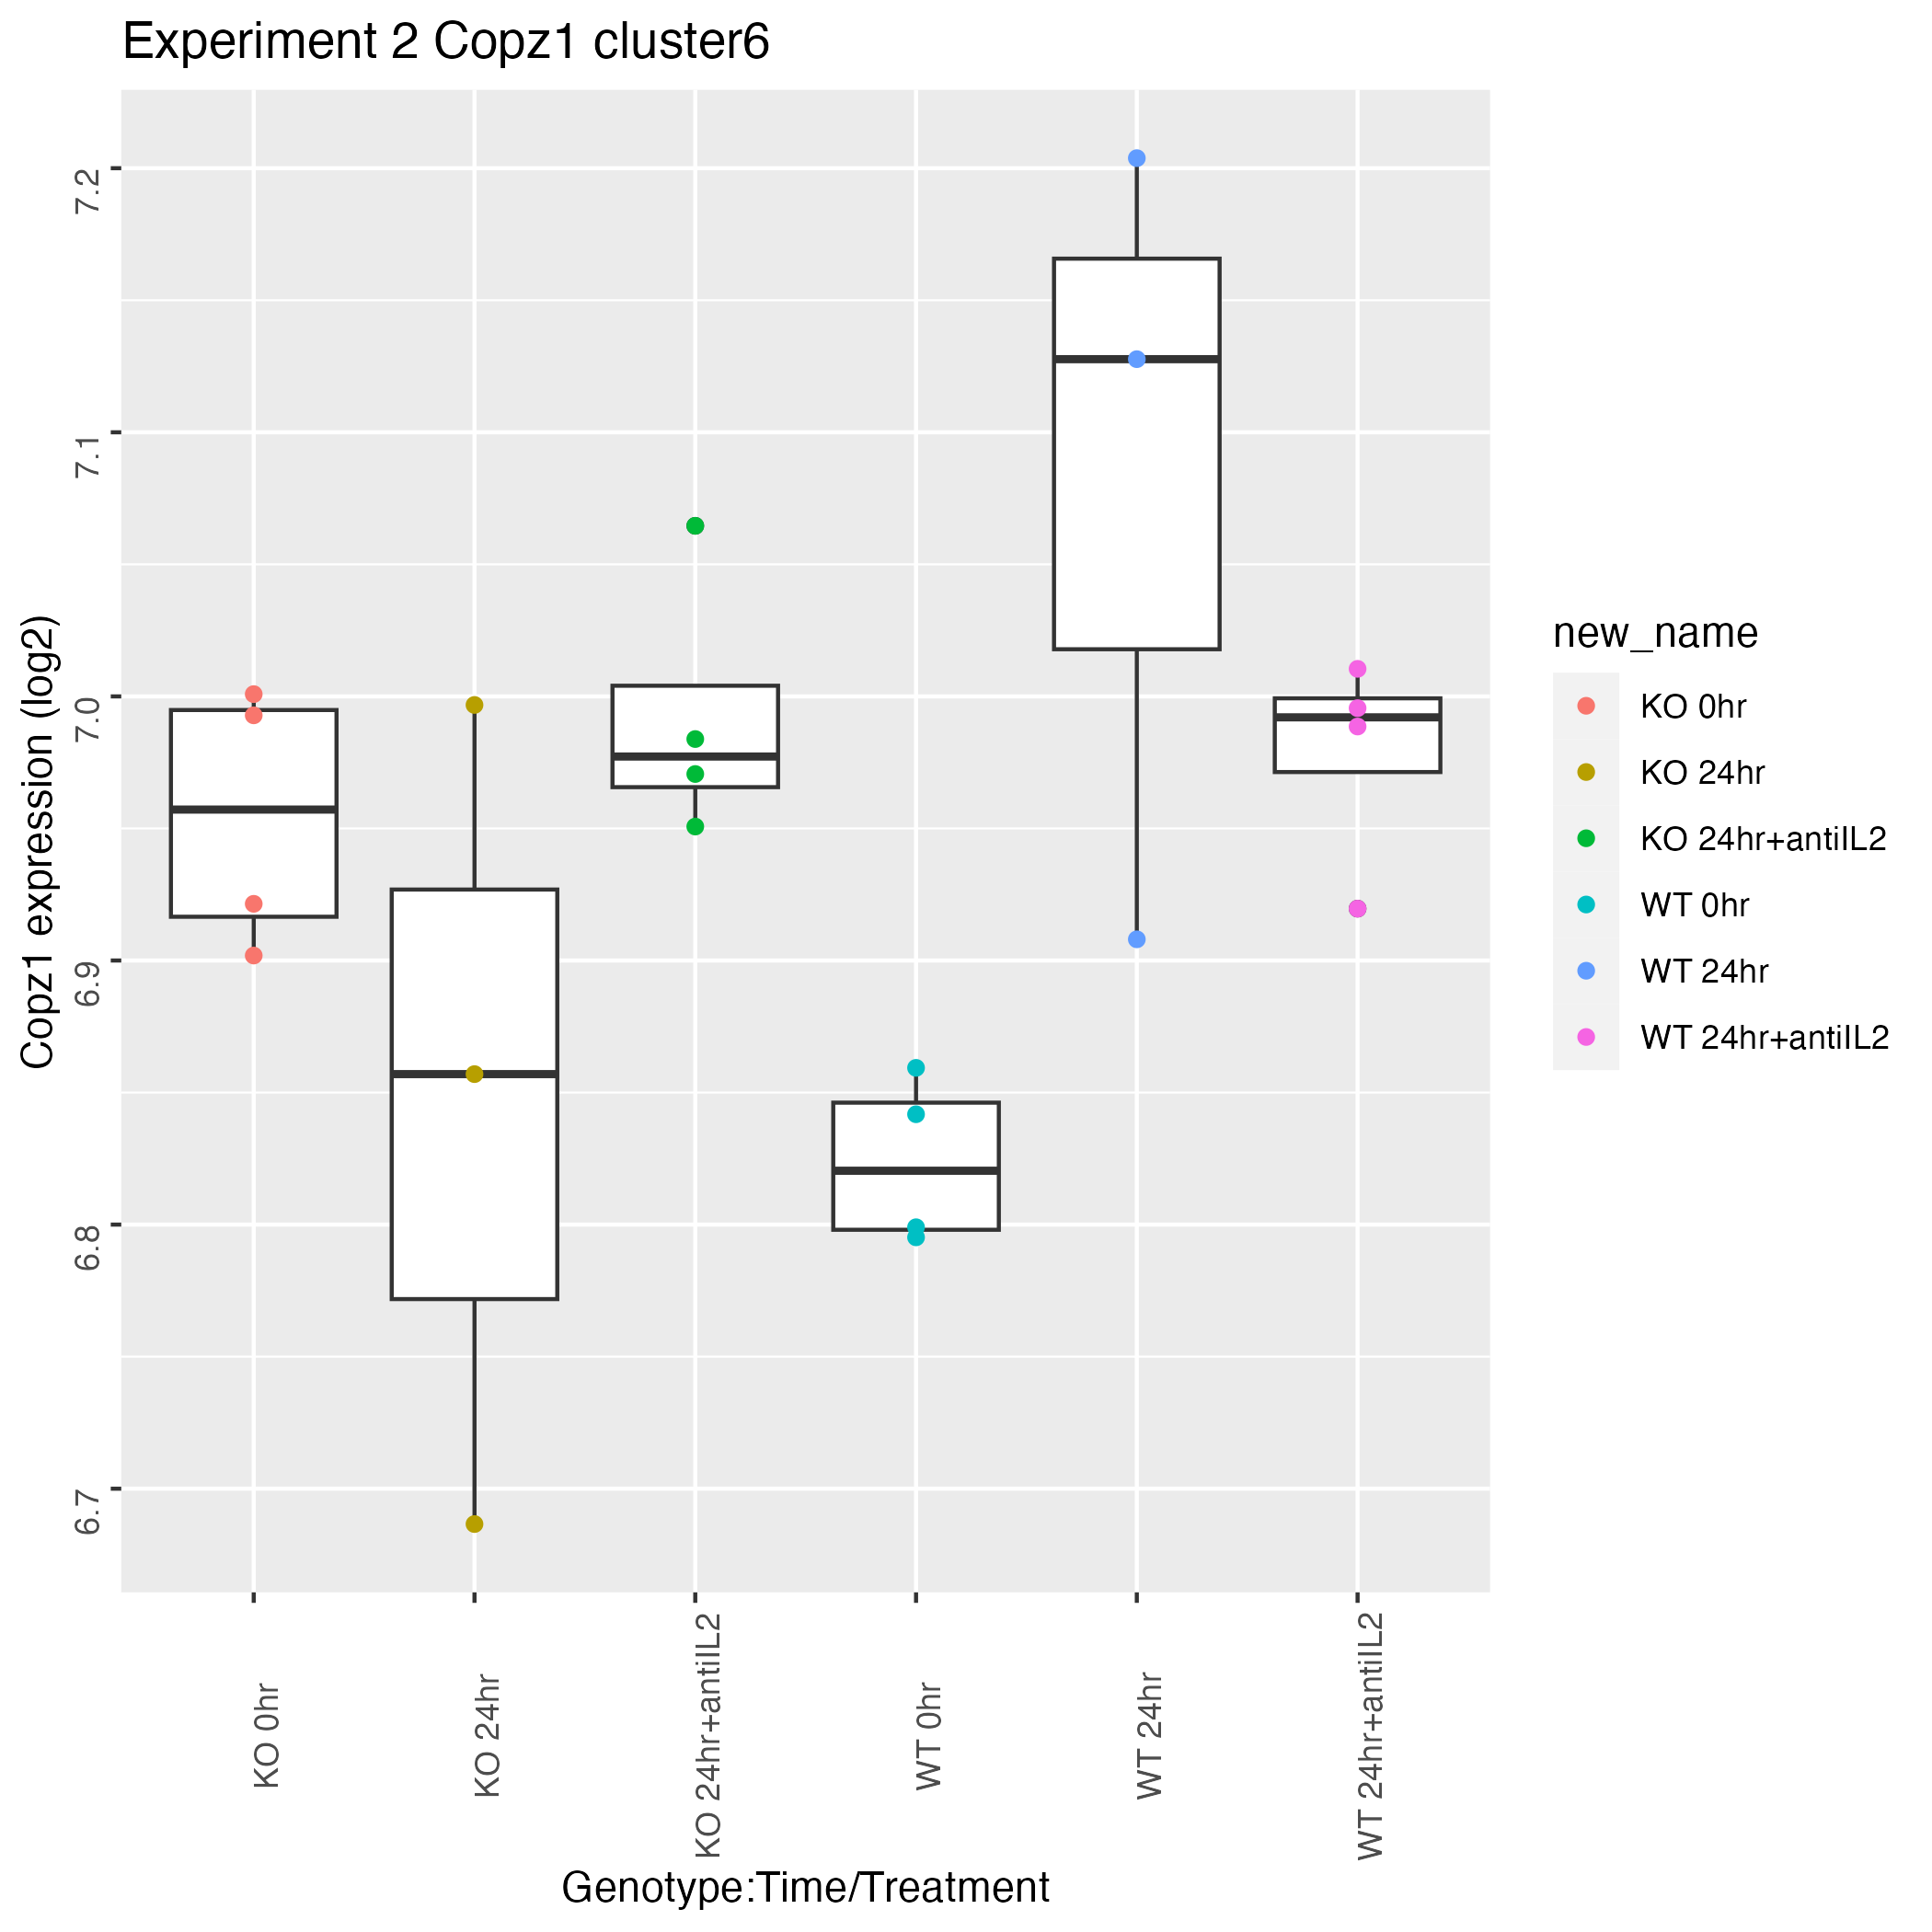 Experiment 2 Copz1 cluster6
Copz1 expression (log2)
7.2
7.1
7.0
6.9
6.8
6.7
KO 0hr
KO 24hr
KO 24hr+antiIL2
WT 0hr
WT 24hr
WT 24hr+antiIL2
Genotype:Time/Treatment
new_name
KO 0hr
KO 24hr
KO 24hr+antiIL2
WT 0hr
WT 24hr
WT 24hr+antiIL2